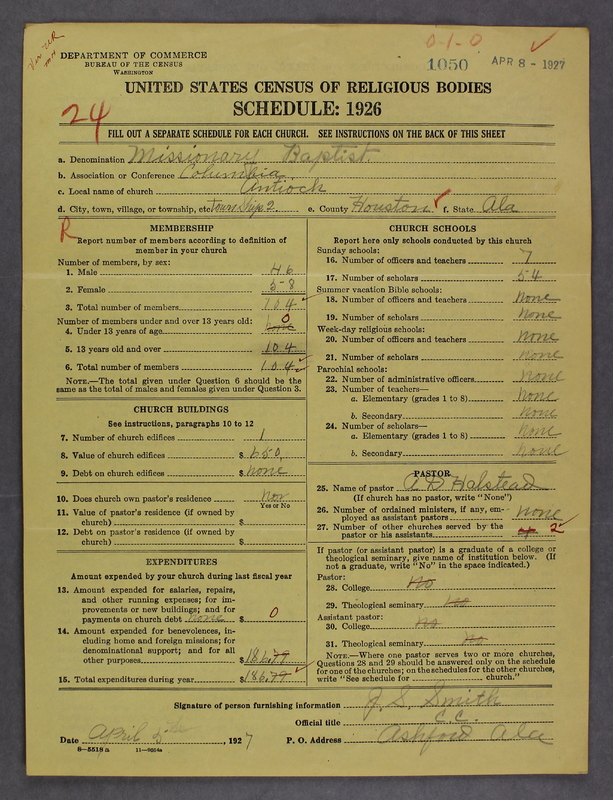 0-1-0
1050 APR 8 - 1927
DEPARTMENT OF COMMERCE
BUREAU OF THE CENSUS
WASHINGTON
UNITED STATES CENSUS OF RELIGIOUS BODIES
SCHEDULE: 1926
24
FILL OUT A SEPARATE SCHEDULE FOR EACH CHURCH. SEE INSTRUCTIONS ON THE BACK OF THIS SHEET
a. Denomination Missionary Baptist
b. Association or Conference Columbia
c. Local name of church Antioch
d. City, town, village, or township, etc Town Ship 2 e. County Houston f. State Ala
R
MEMBERSHIP
Report number of members according to definition of
member in your church
Number of members, by sex:
1. Male 46
2. Female 58
3. Total number of members 104
Number of members under and over 13 years old: 0
4. Under 13 years of age none
5. 13 years old and over 104
6. Total number of members 104
NOTE.—The total given under Question 6 should be the
same as the total of males and females given under Question 3.
CHURCH BUILDINGS
See instructions, paragraphs 10 to 12
7. Number of church edifices 1
8. Value of church edifices $650
9. Debt on church edifices $none
10. Does church own pastor's residence Non
Yes or No
11. Value of pastor's residence (if owned by
church) $
12. Debt on pastor's residence (if owned by
church) $
EXPENDITURES
Amount expended by your church during last fiscal year
13. Amount expended for salaries, repairs,
and other running expenses; for im-
provements or new buildings; and for
payments on church debt none $ 0
14. Amount expended for benevolences, in-
cluding home and foreign missions; for
denominational support; and for all
other purposes $186.77
15. Total expenditures during year $186.77
CHURCH SCHOOLS
Report here only schools conducted by this church
Sunday schools:
16. Number of officers and teachers 7
17. Number of scholars 54
Summer vacation Bible schools:
18. Number of officers and teachers None
19. Number of scholars None
Week-day religious schools:
20. Number of officers and teachers None
21. Number of scholars None
Parochial schools:
22. Number of administrative officers None
23. Number of teachers—
a. Elementary (grades 1 to 8) None
b. Secondary None
24. Number of scholars—
a. Elementary (grades 1 to 8) None
b. Secondary None
PASTOR
25. Name of pastor A D Halstead
(If church has no pastor, write "None")
26. Number of ordained ministers, if any, em-
ployed as assistant pastors None
27. Number of other churches served by the
pastor or his assistants 2
If pastor (or assistant pastor) is a graduate of a college or
theological seminary, give name of institution below. (If
not a graduate, write "No" in the space indicated.)
Pastor:
28. College No
29. Theological seminary No
Assistant pastor:
30. College No
31. Theological seminary No
NOTE.—Where one pastor serves two or more churches,
Questions 28 and 29 should be answered only on the schedule
for one of the churches; on the schedules for the other churches,
write "See schedule for church."
Signature of person furnishing information J. S. Smith
Official title C. C.
Date April 5th, 1927 P. O. Address Ashford Ala
8—5518a 11—9264a